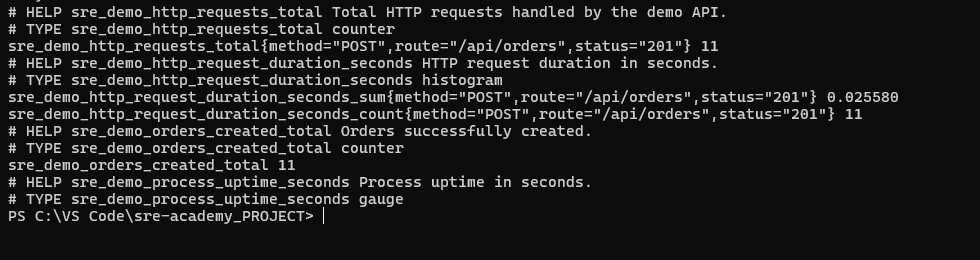 # HELP sre_demo_http_requests_total Total HTTP requests handled by the demo API.
# TYPE sre_demo_http_requests_total counter
sre_demo_http_requests_total{method="POST",route="/api/orders",status="201"} 11
# HELP sre_demo_http_request_duration_seconds HTTP request duration in seconds.
# TYPE sre_demo_http_request_duration_seconds histogram
sre_demo_http_request_duration_seconds_sum{method="POST",route="/api/orders",status="201"} 0.025580
sre_demo_http_request_duration_seconds_count{method="POST",route="/api/orders",status="201"} 11
# HELP sre_demo_orders_created_total Orders successfully created.
# TYPE sre_demo_orders_created_total counter
sre_demo_orders_created_total 11
# HELP sre_demo_process_uptime_seconds Process uptime in seconds.
# TYPE sre_demo_process_uptime_seconds gauge
PS C:\VS Code\sre-academy_PROJECT>